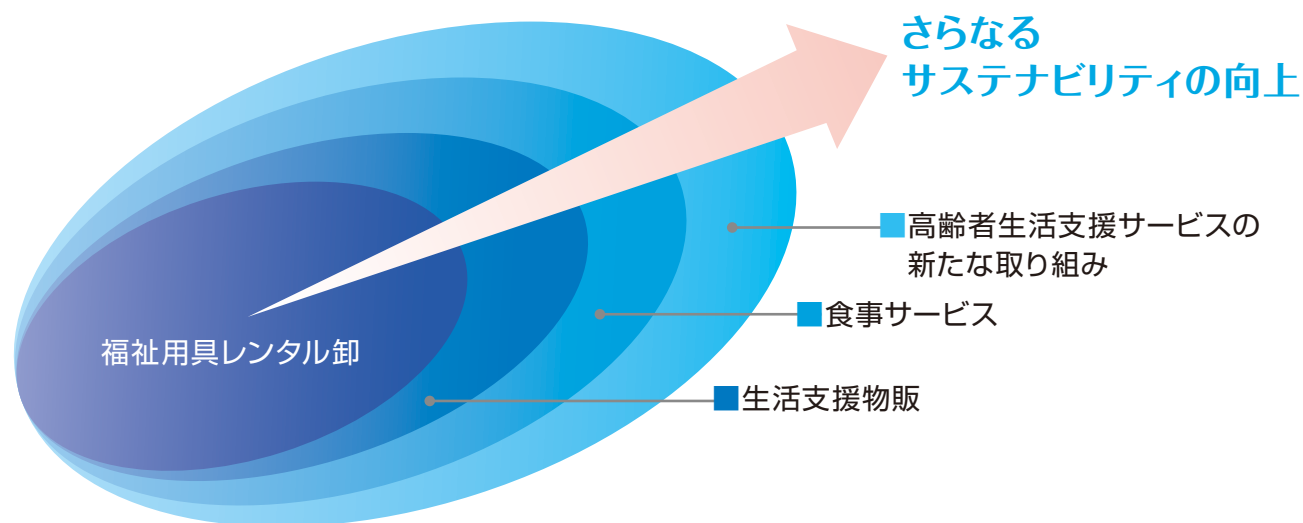 さらなる
サステナビリティの向上
高齢者生活支援サービスの
新たな取り組み
食事サービス
福祉用具レンタル卸
生活支援物販